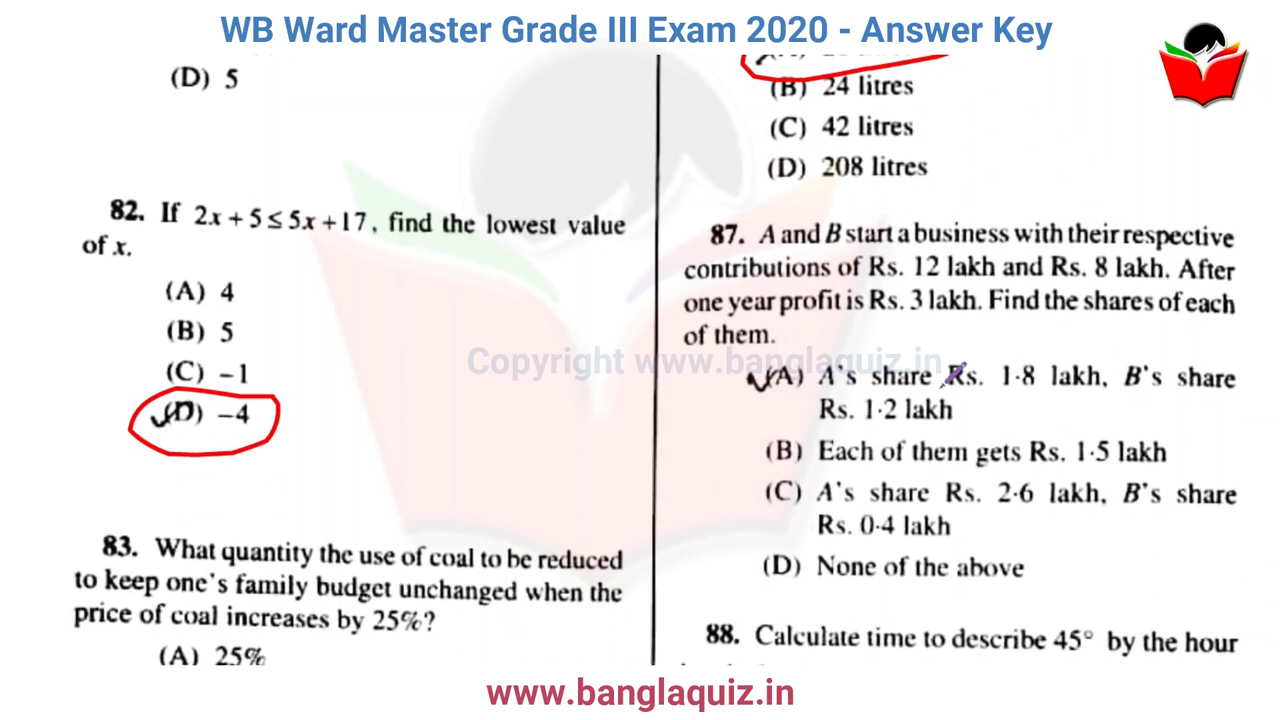 WB Ward Master Grade III Exam 2020 - Answer Key
(D) 5
82. If 2x + 5 ≤ 5x + 17, find the lowest value
of x.
(A) 4
(B) 5
(C) -1
(D) -4
83. What quantity the use of coal to be reduced
to keep one's family budget unchanged when the
price of coal increases by 25%?
(A) 25%
(B) 24 litres
(C) 42 litres
(D) 208 litres
87. A and B start a business with their respective
contributions of Rs. 12 lakh and Rs. 8 lakh. After
one year profit is Rs. 3 lakh. Find the shares of each
of them.
(A) A's share Rs. 1·8 lakh, B's share
Rs. 1·2 lakh
(B) Each of them gets Rs. 1·5 lakh
(C) A's share Rs. 2·6 lakh, B's share
Rs. 0·4 lakh
(D) None of the above
88. Calculate time to describe 45° by the hour
Copyright www.banglaquiz.in
www.banglaquiz.in